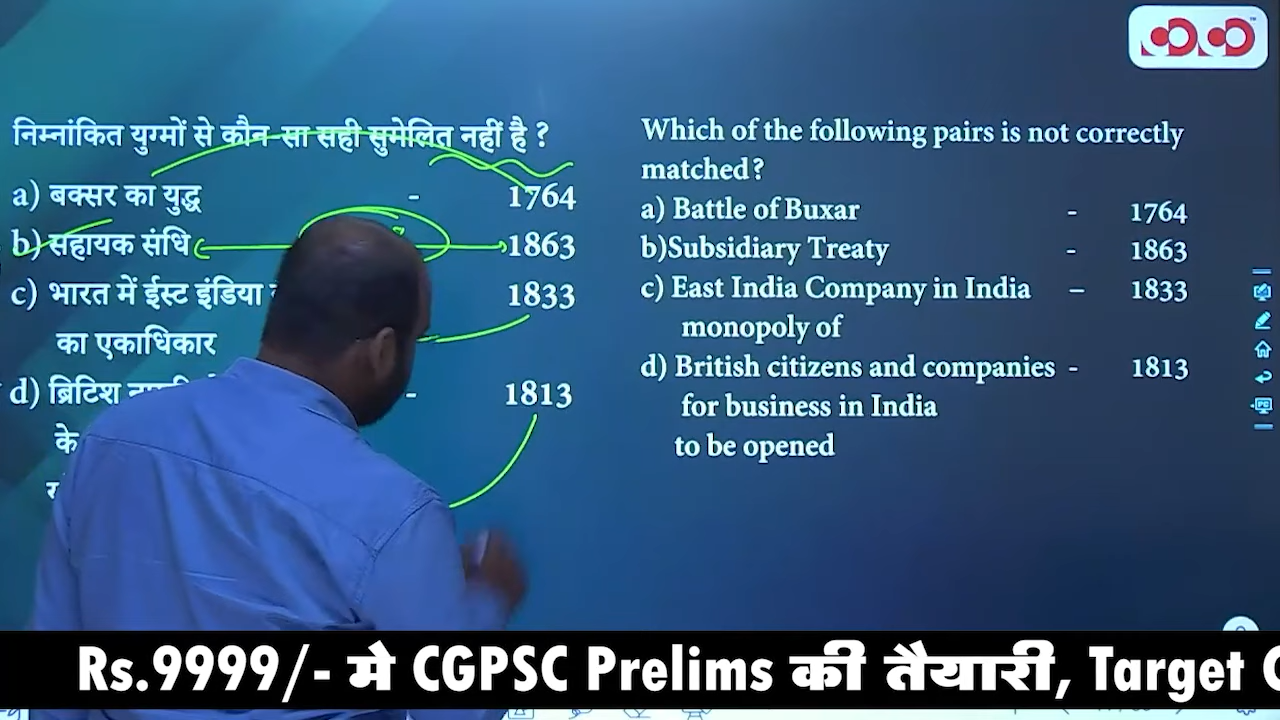 निम्नांकित युग्मों से कौन सा सही सुमेलित नहीं है ?
a) बक्सर का युद्ध - 1764
b) सहायक संधि 1863
c) भारत में ईस्ट इंडिया 1833
का एकाधिकार
d) ब्रिटिश - 1813
के
Which of the following pairs is not correctly
matched?
a) Battle of Buxar - 1764
b)Subsidiary Treaty - 1863
c) East India Company in India – 1833
monopoly of
d) British citizens and companies - 1813
for business in India
to be opened
Rs.9999/- मे CGPSC Prelims की तैयारी, Target